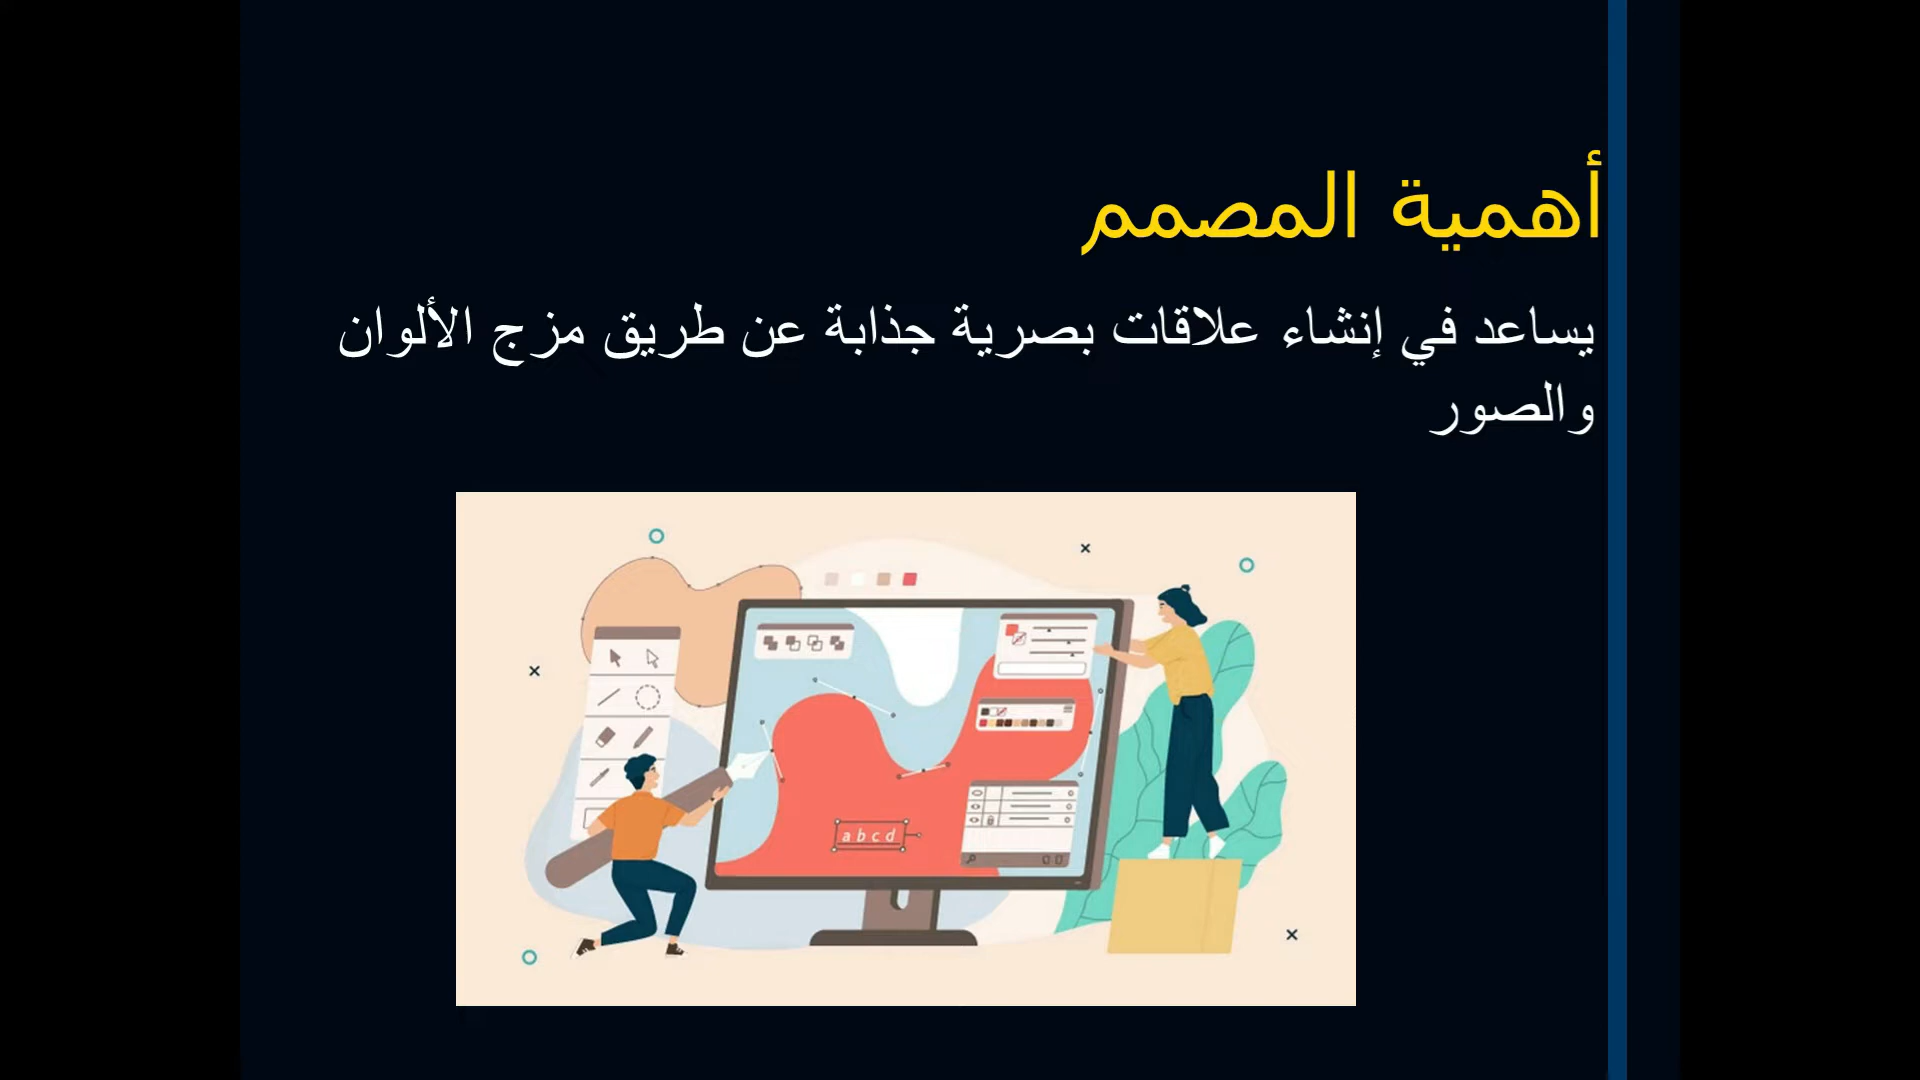 أهمية المصمم
يساعد في إنشاء علاقات بصرية جذابة عن طريق مزج الألوان
والصور
abcd